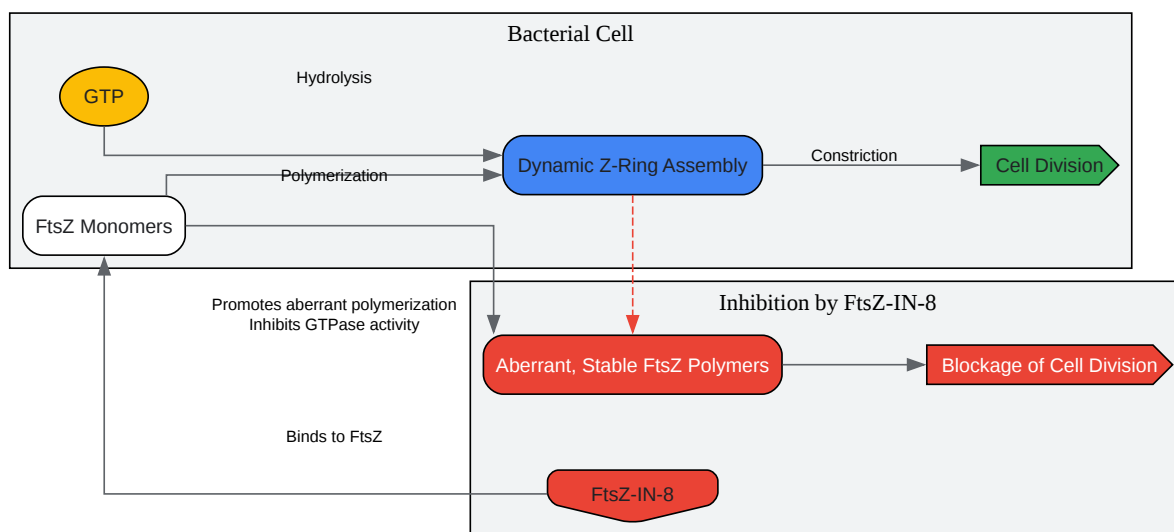 Bacterial Cell
Hydrolysis
GTP
Polymerization
Dynamic Z-Ring Assembly
Constriction
Cell Division
FtsZ Monomers
Promotes aberrant polymerization
Inhibits GTPase activity
Inhibition by FtsZ-IN-8
Aberrant, Stable FtsZ Polymers
Blockage of Cell Division
Binds to FtsZ
FtsZ-IN-8